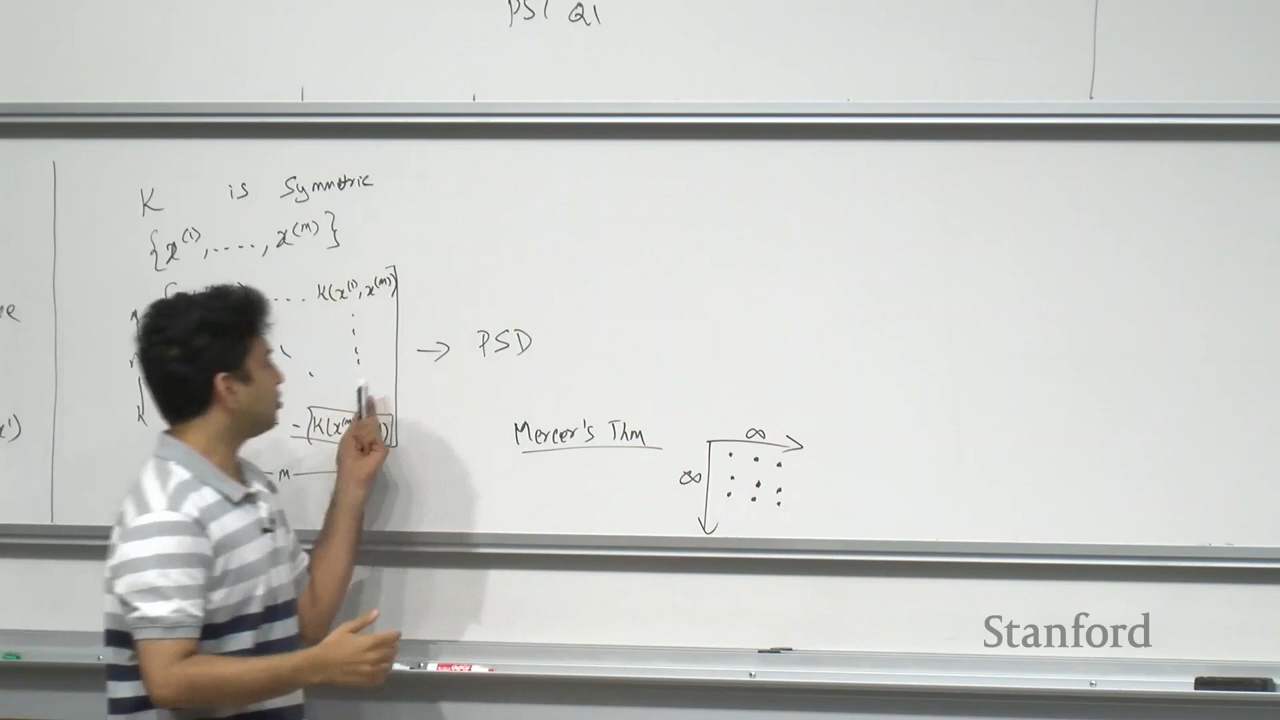 PS1 Q1
K is symmetric
{x^(1), ...., x^(m)}
... K(x^(1), x^(m))
→ PSD
m
Mercer's Thm
∞
∞
Stanford